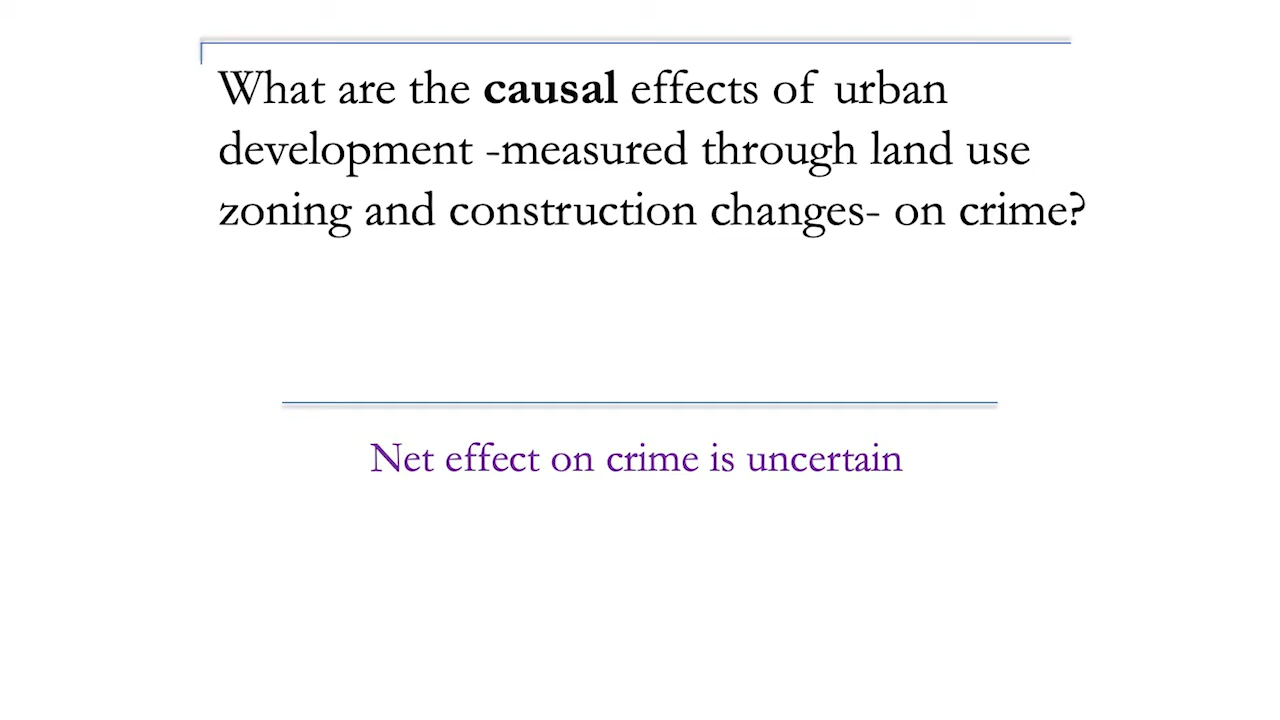 What are the causal effects of urban
development -measured through land use
zoning and construction changes- on crime?
Net effect on crime is uncertain